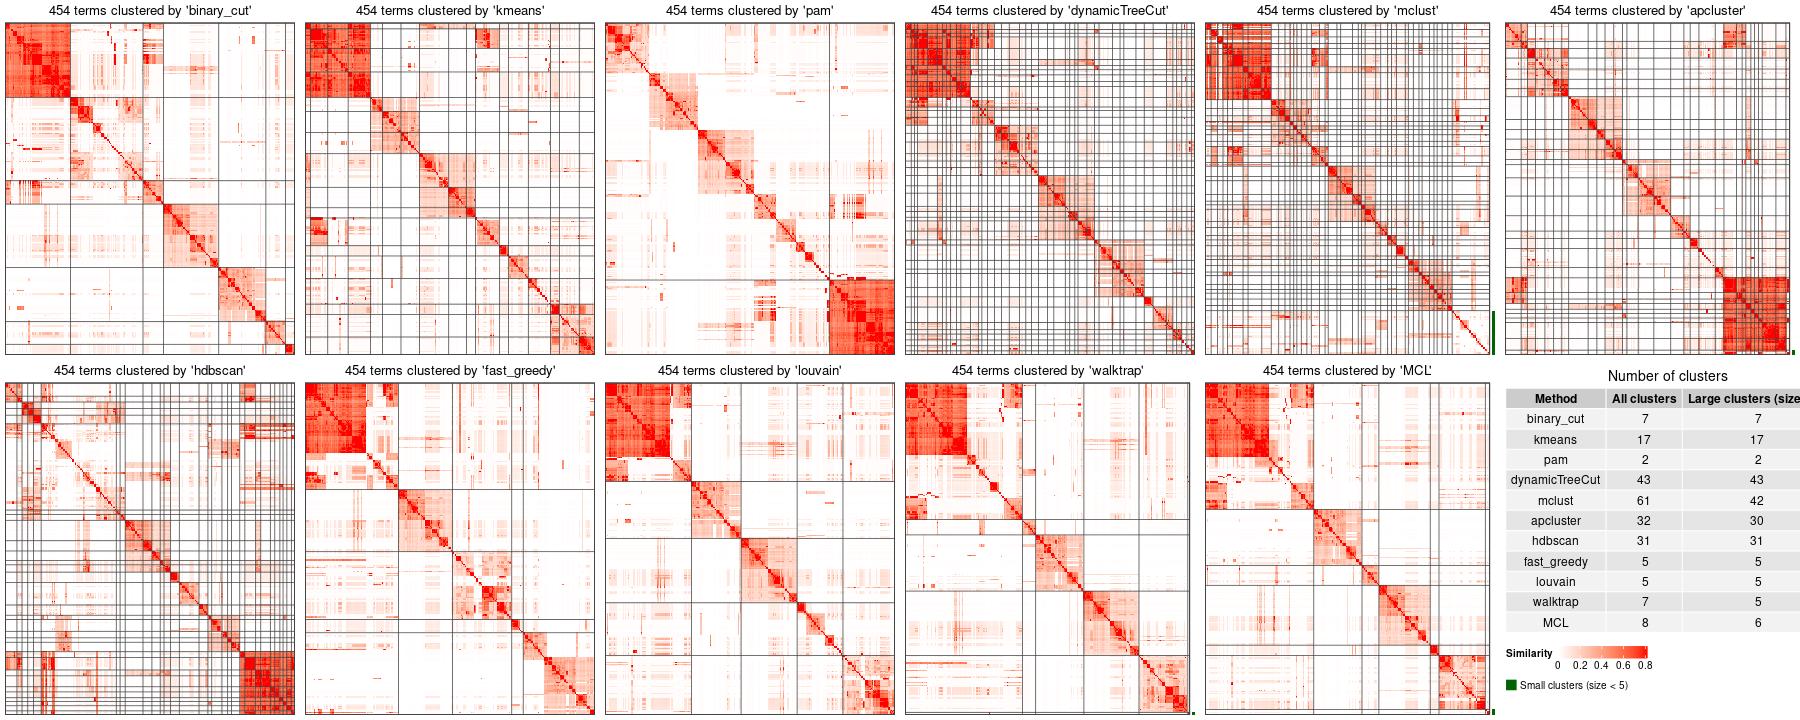 454 terms clustered by 'binary_cut'
454 terms clustered by 'kmeans'
454 terms clustered by 'pam'
454 terms clustered by 'dynamicTreeCut'
454 terms clustered by 'mclust'
454 terms clustered by 'apcluster'
454 terms clustered by 'hdbscan'
454 terms clustered by 'fast_greedy'
454 terms clustered by 'louvain'
454 terms clustered by 'walktrap'
454 terms clustered by 'MCL'
Number of clusters
Method All clusters Large clusters (size
binary_cut 7 7
kmeans 17 17
pam 2 2
dynamicTreeCut 43 43
mclust 61 42
apcluster 32 30
hdbscan 31 31
fast_greedy 5 5
louvain 5 5
walktrap 7 5
MCL 8 6
Similarity
0 0.2 0.4 0.6 0.8
Small clusters (size < 5)